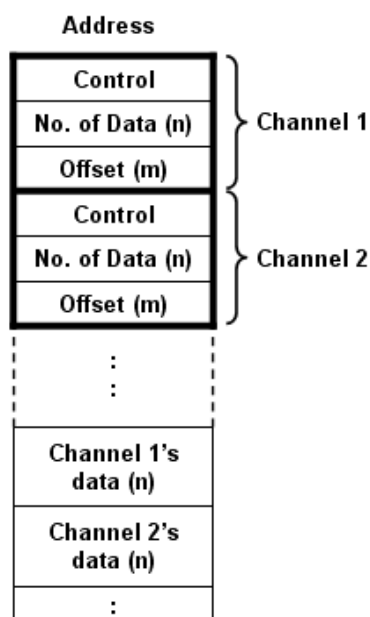 Address
Control
No. of Data (n)
Channel 1
Offset (m)
Control
No. of Data (n)
Channel 2
Offset (m)
:
:
Channel 1's
data (n)
Channel 2's
data (n)
: